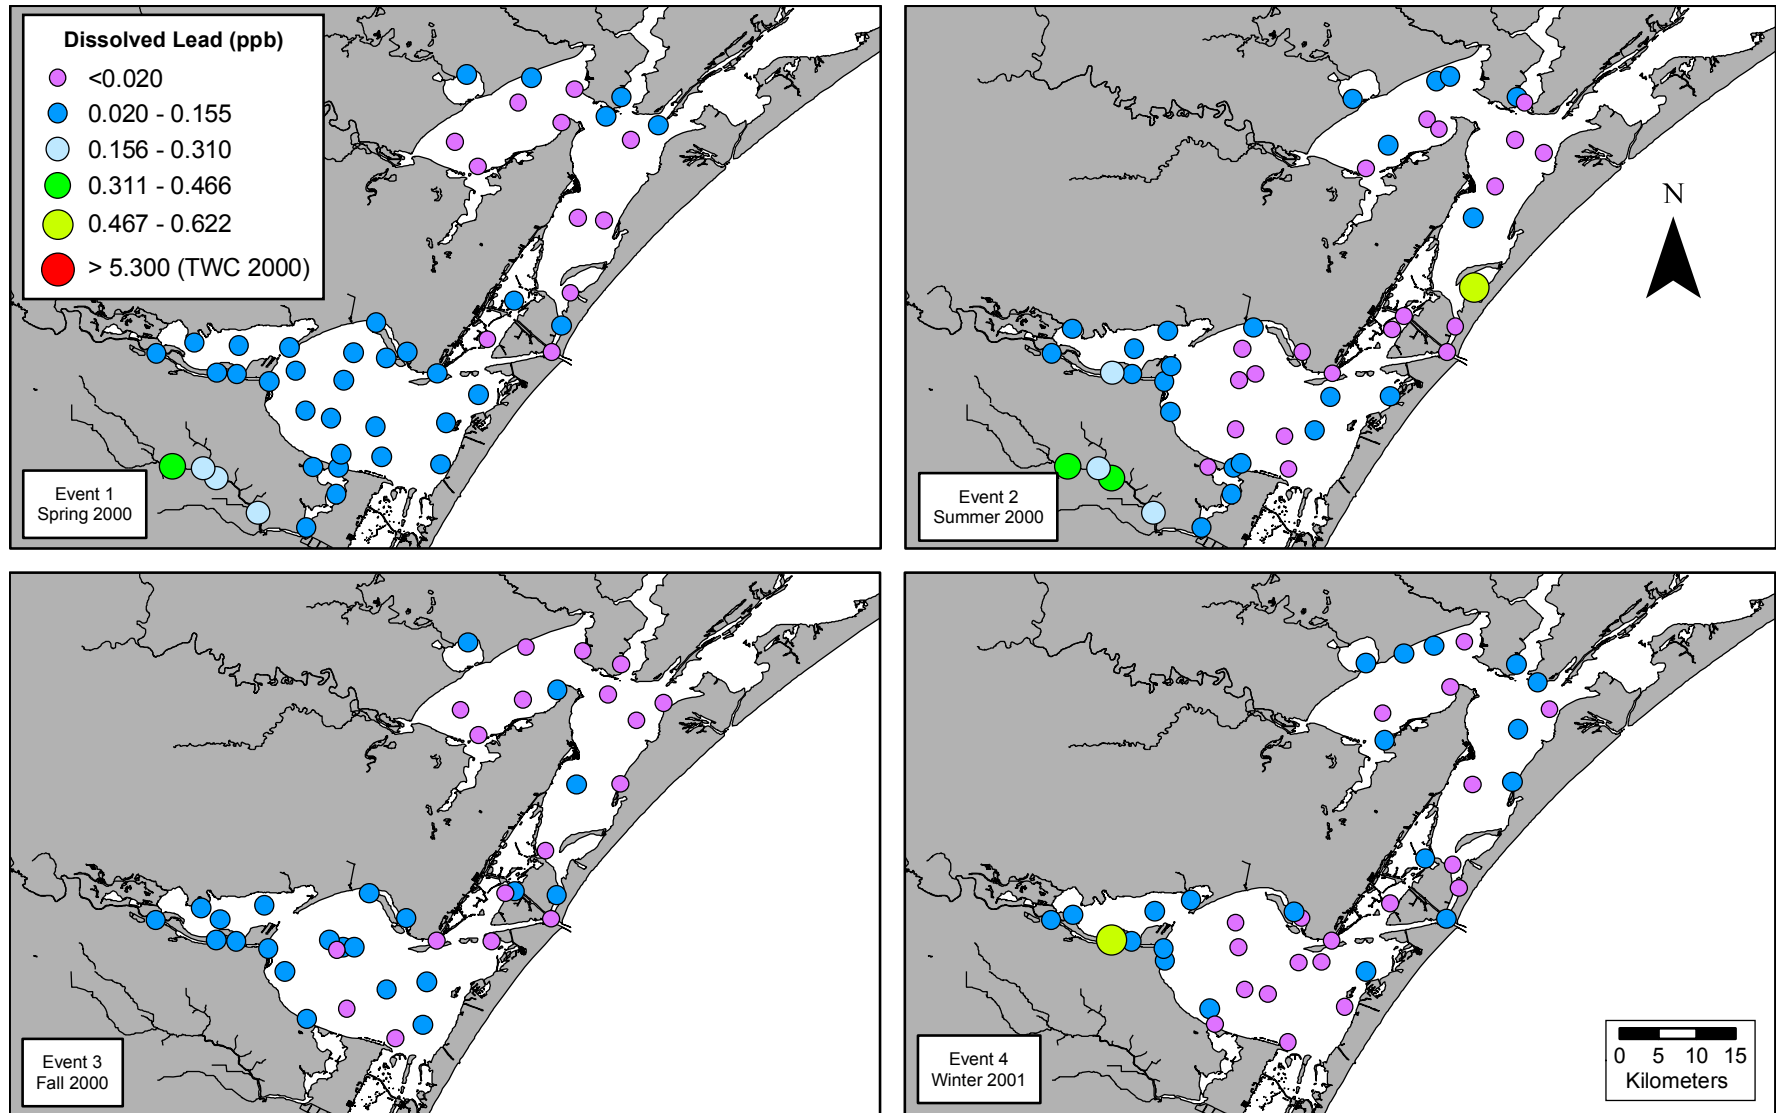 Dissolved Lead (ppb)
<0.020
0.020 - 0.155
0.156 - 0.310
0.311 - 0.466
0.467 - 0.622
> 5.300 (TWC 2000)
Event 1
Spring 2000
N
Event 2
Summer 2000
Event 3
Fall 2000
Event 4
Winter 2001
0 5 10 15
Kilometers